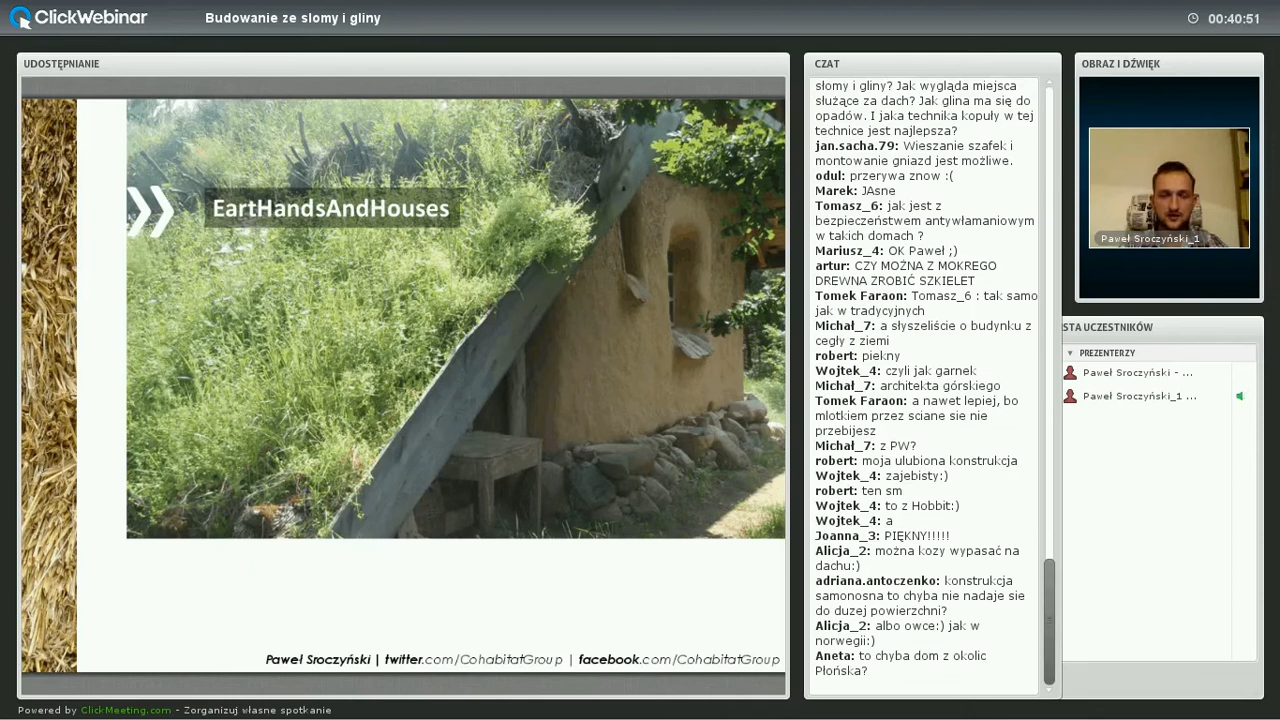 ClickWebinar
Budowanie ze slomy i gliny
00:40:51
UDOSTĘPNIANIE
EartHandsAndHouses
Paweł Sroczyński | twitter.com/CohabitatGroup | facebook.com/CohabitatGroup
CZAT
słomy i gliny? Jak wygląda miejsca
służące za dach? Jak glina ma się do
opadów. I jaka technika kopuły w tej
technice jest najlepsza?
jan.sacha.79: Wieszanie szafek i
montowanie gniazd jest możliwe.
odul: przerywa znow :(
Marek: JAsne
Tomasz_6: jak jest z
bezpieczeństwem antywłamaniowym
w takich domach ?
Mariusz_4: OK Paweł ;)
artur: CZY MOŻNA Z MOKREGO
DREWNA ZROBIĆ SZKIELET
Tomek Faraon: Tomasz_6 : tak samo
jak w tradycyjnych
Michał_7: a słyszeliście o budynku z
cegły z ziemi
robert: piekny
Wojtek_4: czyli jak garnek
Michał_7: architekta górskiego
Tomek Faraon: a nawet lepiej, bo
mlotkiem przez sciane sie nie
przebijesz
Michał_7: z PW?
robert: moja ulubiona konstrukcja
Wojtek_4: zajebisty:)
robert: ten sm
Wojtek_4: to z Hobbit:)
Wojtek_4: a
Joanna_3: PIĘKNY!!!!!
Alicja_2: można kozy wypasać na
dachu:)
adriana.antoczenko: konstrukcja
samonosna to chyba nie nadaje sie
do duzej powierzchni?
Alicja_2: albo owce:) jak w
norwegii:)
Aneta: to chyba dom z okolic
Płońska?
OBRAZ I DŹWIĘK
Paweł Sroczyński_1
STA UCZESTNIKÓW
PREZENTERZY
Paweł Sroczyński - ...
Paweł Sroczyński_1 ...
Powered by ClickMeeting.com - Zorganizuj własne spotkanie